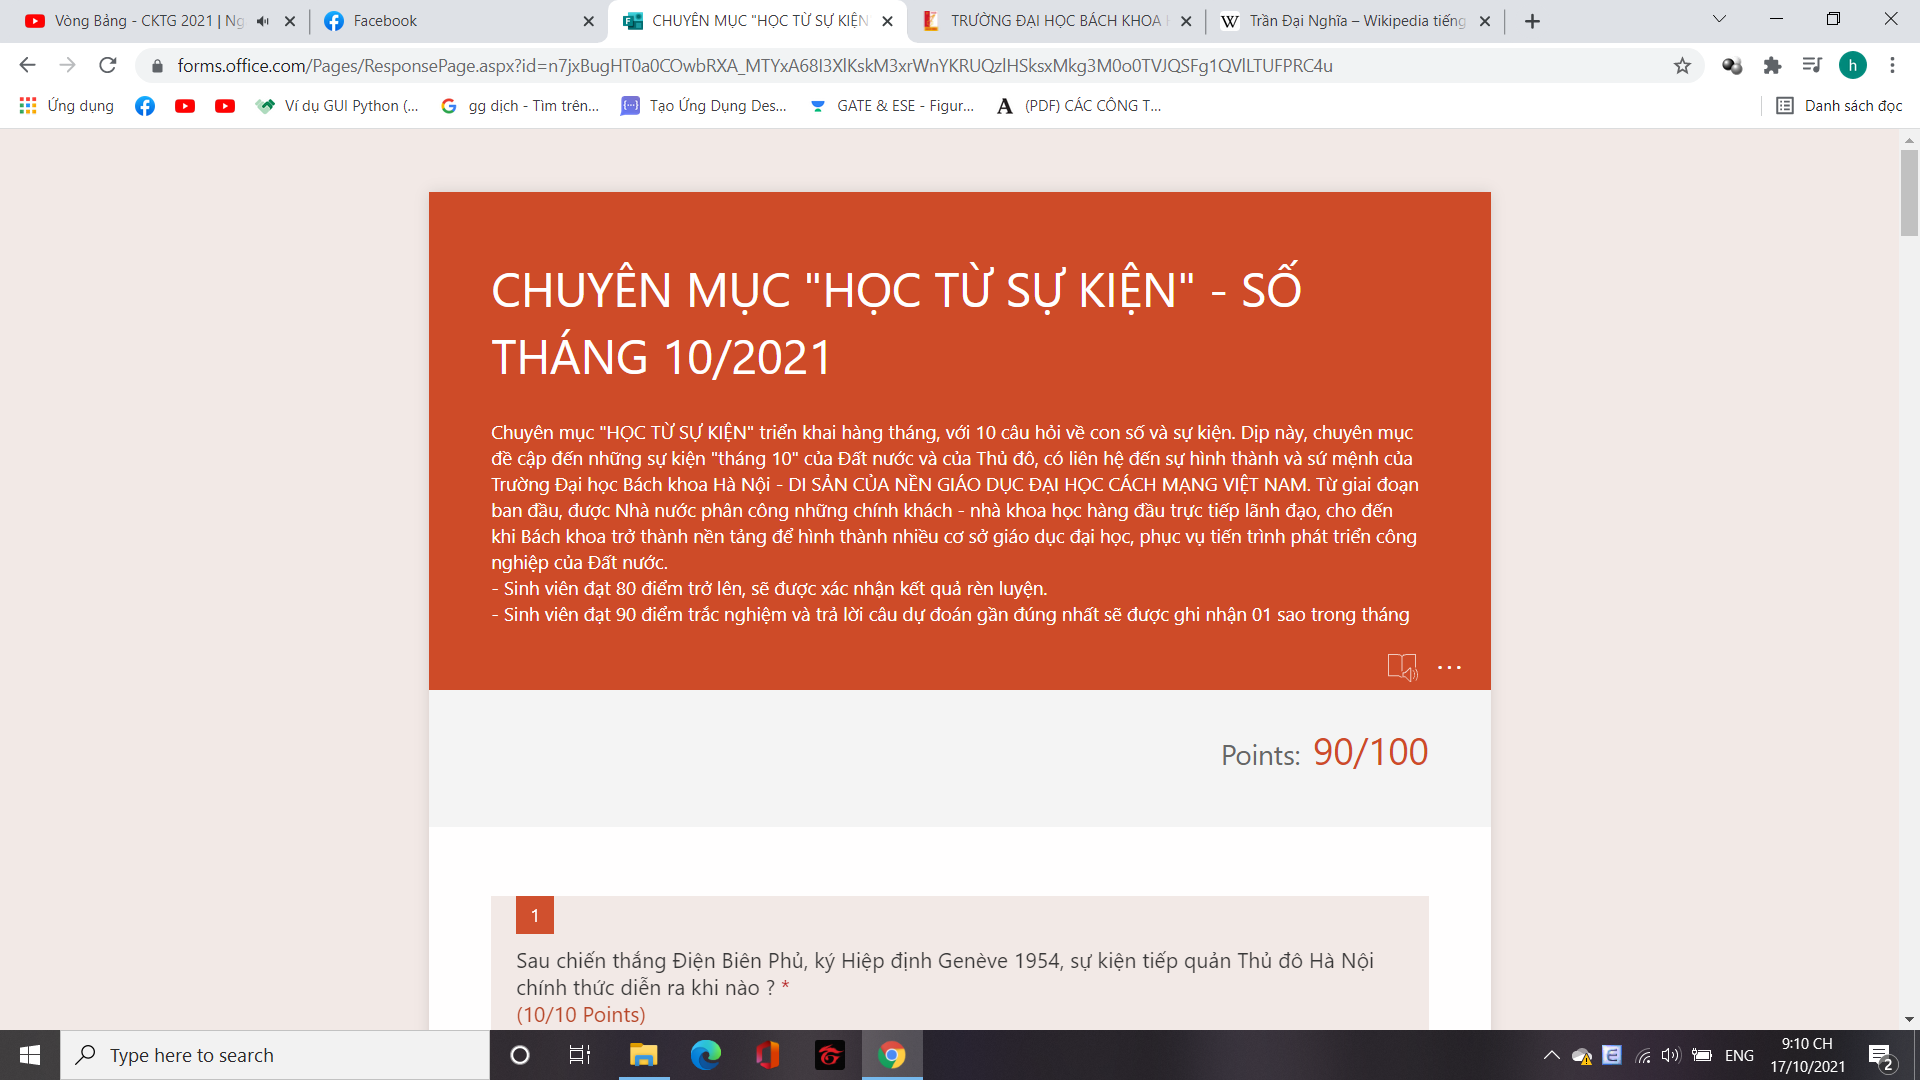 Vòng Bảng - CKTG 2021 | Ng
Facebook
CHUYÊN MỤC "HỌC TỪ SỰ KIỆN
TRƯỜNG ĐẠI HỌC BÁCH KHOA
Trần Đại Nghĩa – Wikipedia tiếng
forms.office.com/Pages/ResponsePage.aspx?id=n7jxBugHT0a0COwbRXA_MTYxA68I3XlKskM3xrWnYKRUQzlHSksxMkg3M0o0TVJQSFg1QVlLTUFPRC4u
h
Ứng dụng
Ví dụ GUI Python (...
gg dịch - Tìm trên...
Tạo Ứng Dụng Des...
GATE & ESE - Figur...
(PDF) CÁC CÔNG T...
Danh sách đọc
CHUYÊN MỤC "HỌC TỪ SỰ KIỆN" - SỐ
THÁNG 10/2021
Chuyên mục "HỌC TỪ SỰ KIỆN" triển khai hàng tháng, với 10 câu hỏi về con số và sự kiện. Dịp này, chuyên mục
đề cập đến những sự kiện "tháng 10" của Đất nước và của Thủ đô, có liên hệ đến sự hình thành và sứ mệnh của
Trường Đại học Bách khoa Hà Nội - DI SẢN CỦA NỀN GIÁO DỤC ĐẠI HỌC CÁCH MẠNG VIỆT NAM. Từ giai đoạn
ban đầu, được Nhà nước phân công những chính khách - nhà khoa học hàng đầu trực tiếp lãnh đạo, cho đến
khi Bách khoa trở thành nền tảng để hình thành nhiều cơ sở giáo dục đại học, phục vụ tiến trình phát triển công
nghiệp của Đất nước.
- Sinh viên đạt 80 điểm trở lên, sẽ được xác nhận kết quả rèn luyện.
- Sinh viên đạt 90 điểm trắc nghiệm và trả lời câu dự đoán gần đúng nhất sẽ được ghi nhận 01 sao trong tháng
Points: 90/100
1
Sau chiến thắng Điện Biên Phủ, ký Hiệp định Genève 1954, sự kiện tiếp quản Thủ đô Hà Nội
chính thức diễn ra khi nào ? *
(10/10 Points)
Type here to search
ENG
9:10 CH
17/10/2021
2